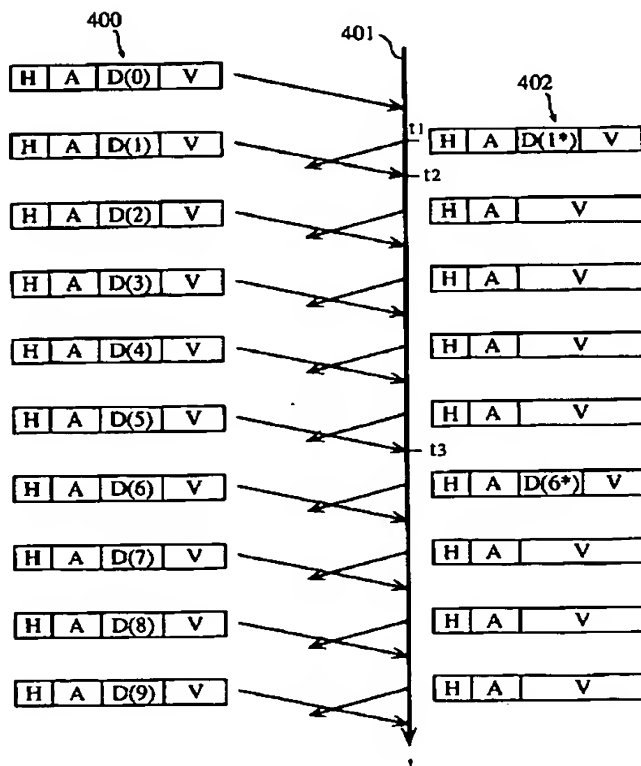 400
401
H A D(0) V
402
t1
H A D(1) V
H A D(1*) V
t2
H A D(2) V
H A V
H A D(3) V
H A V
H A D(4) V
H A V
H A D(5) V
H A V
t3
H A D(6) V
H A D(6*) V
H A D(7) V
H A V
H A D(8) V
H A V
H A D(9) V
H A V